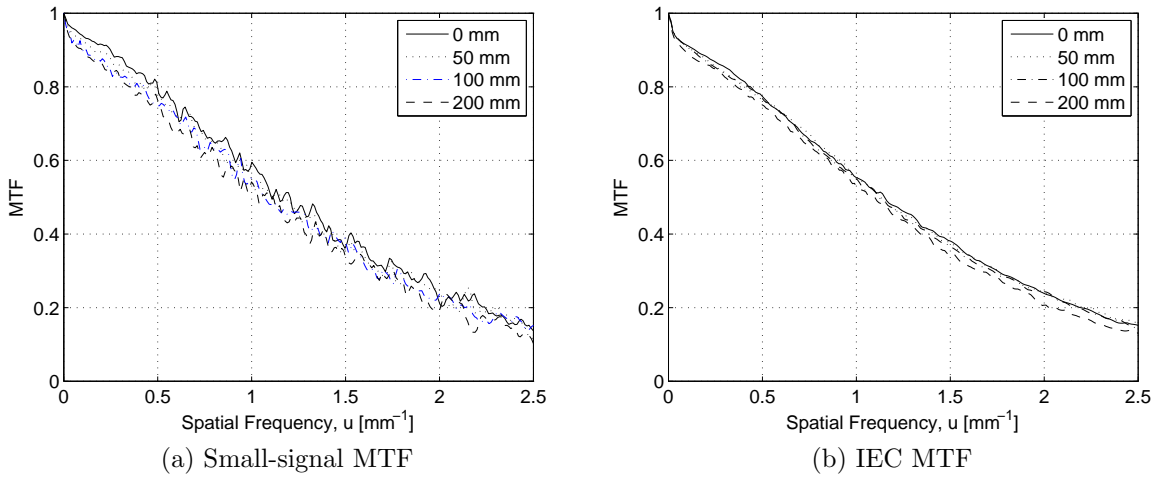 1
0.8
0.6
0.4
0.2
0
0 0.5 1 1.5 2 2.5
MTF
Spatial Frequency, u [mm⁻¹]
0 mm
50 mm
100 mm
200 mm
(a) Small-signal MTF
1
0.8
0.6
0.4
0.2
0
0 0.5 1 1.5 2 2.5
MTF
Spatial Frequency, u [mm⁻¹]
0 mm
50 mm
100 mm
200 mm
(b) IEC MTF